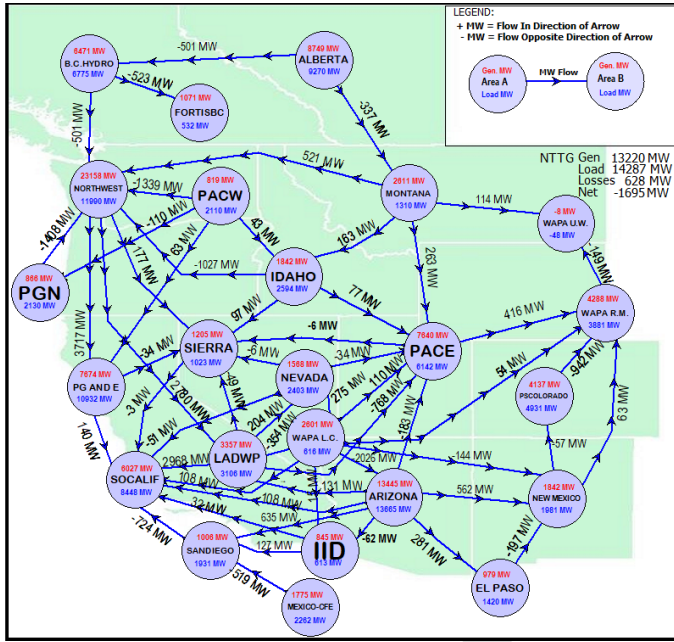 LEGEND:
+ MW = Flow In Direction of Arrow
- MW = Flow Opposite Direction of Arrow
Gen. MW
Area A
Load MW
MW Flow
Gen. MW
Area B
Load MW
NTTG Gen 13220 MW
Load 14287 MW
Losses 628 MW
Net -1695 MW
6471 MW
B.C.HYDRO
6775 MW
-501 MW
8749 MW
ALBERTA
9270 MW
-523 MW
1071 MW
FORTISBC
532 MW
-337 MW
-501 MW
521 MW
23158 MW
NORTHWEST
11990 MW
-1339 MW
819 MW
PACW
2110 MW
2611 MW
MONTANA
1310 MW
114 MW
-8 MW
WAPA U.W.
-48 MW
-110 MW
43 MW
163 MW
-1408 MW
177 MW
63 MW
263 MW
-149 MW
866 MW
PGN
2130 MW
-1027 MW
1842 MW
IDAHO
2594 MW
77 MW
4288 MW
WAPA R.M.
3881 MW
416 MW
3717 MW
97 MW
-6 MW
1205 MW
SIERRA
1023 MW
7640 MW
PACE
6142 MW
-34 MW
-6 MW
-34 MW
7674 MW
PG AND E
10932 MW
1568 MW
NEVADA
2403 MW
54 MW
-942 MW
4137 MW
PSCOLORADO
4931 MW
-49 MW
275 MW
110 MW
-768 MW
-3 MW
2780 MW
204 MW
-354 MW
-183 MW
63 MW
140 MW
-51 MW
2601 MW
WAPA L.C.
616 MW
-57 MW
6027 MW
SOCALIF
8448 MW
2968 MW
3357 MW
LADWP
3106 MW
-2026 MW
-144 MW
108 MW
131 MW
13445 MW
ARIZONA
13665 MW
562 MW
1842 MW
NEW MEXICO
1981 MW
-108 MW
32 MW
635 MW
-724 MW
1006 MW
SANDIEGO
1931 MW
127 MW
845 MW
IID
613 MW
-62 MW
281 MW
-197 MW
-519 MW
1775 MW
MEXICO-CFE
2262 MW
979 MW
EL PASO
1420 MW